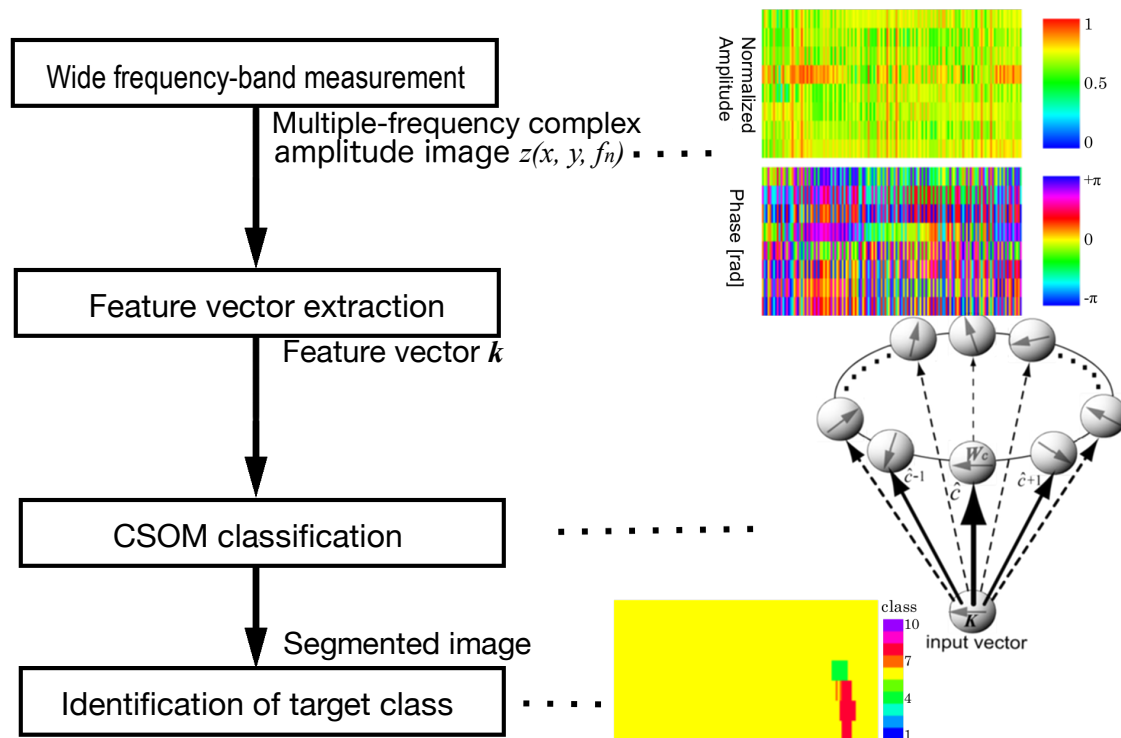 Wide frequency-band measurement
Multiple-frequency complex
amplitude image z(x, y, fn)
Feature vector extraction
Feature vector k
CSOM classification
Segmented image
Identification of target class
Normalized
Amplitude
1
0.5
0
Phase [rad]
+π
0
-π
Wc
ĉ-1
ĉ
ĉ+1
K
input vector
class
10
7
4
1